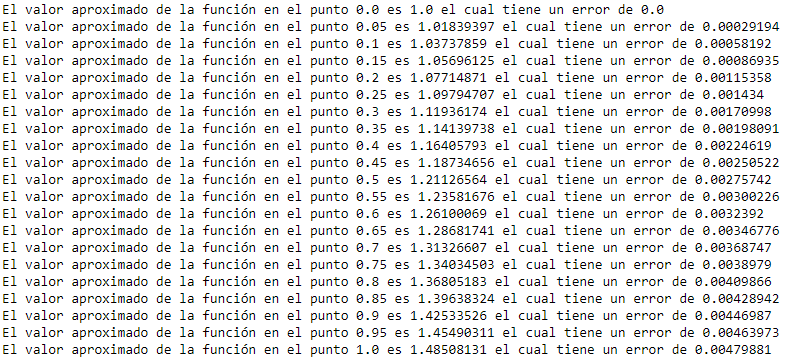 El valor aproximado de la función en el punto 0.0 es 1.0 el cual tiene un error de 0.0
El valor aproximado de la función en el punto 0.05 es 1.01839397 el cual tiene un error de 0.00029194
El valor aproximado de la función en el punto 0.1 es 1.03737859 el cual tiene un error de 0.00058192
El valor aproximado de la función en el punto 0.15 es 1.05696125 el cual tiene un error de 0.00086935
El valor aproximado de la función en el punto 0.2 es 1.07714871 el cual tiene un error de 0.00115358
El valor aproximado de la función en el punto 0.25 es 1.09794707 el cual tiene un error de 0.001434
El valor aproximado de la función en el punto 0.3 es 1.11936174 el cual tiene un error de 0.00170998
El valor aproximado de la función en el punto 0.35 es 1.14139738 el cual tiene un error de 0.00198091
El valor aproximado de la función en el punto 0.4 es 1.16405793 el cual tiene un error de 0.00224619
El valor aproximado de la función en el punto 0.45 es 1.18734656 el cual tiene un error de 0.00250522
El valor aproximado de la función en el punto 0.5 es 1.21126564 el cual tiene un error de 0.00275742
El valor aproximado de la función en el punto 0.55 es 1.23581676 el cual tiene un error de 0.00300226
El valor aproximado de la función en el punto 0.6 es 1.26100069 el cual tiene un error de 0.0032392
El valor aproximado de la función en el punto 0.65 es 1.28681741 el cual tiene un error de 0.00346776
El valor aproximado de la función en el punto 0.7 es 1.31326607 el cual tiene un error de 0.00368747
El valor aproximado de la función en el punto 0.75 es 1.34034503 el cual tiene un error de 0.0038979
El valor aproximado de la función en el punto 0.8 es 1.36805183 el cual tiene un error de 0.00409866
El valor aproximado de la función en el punto 0.85 es 1.39638324 el cual tiene un error de 0.00428942
El valor aproximado de la función en el punto 0.9 es 1.42533526 el cual tiene un error de 0.00446987
El valor aproximado de la función en el punto 0.95 es 1.45490311 el cual tiene un error de 0.00463973
El valor aproximado de la función en el punto 1.0 es 1.48508131 el cual tiene un error de 0.00479881